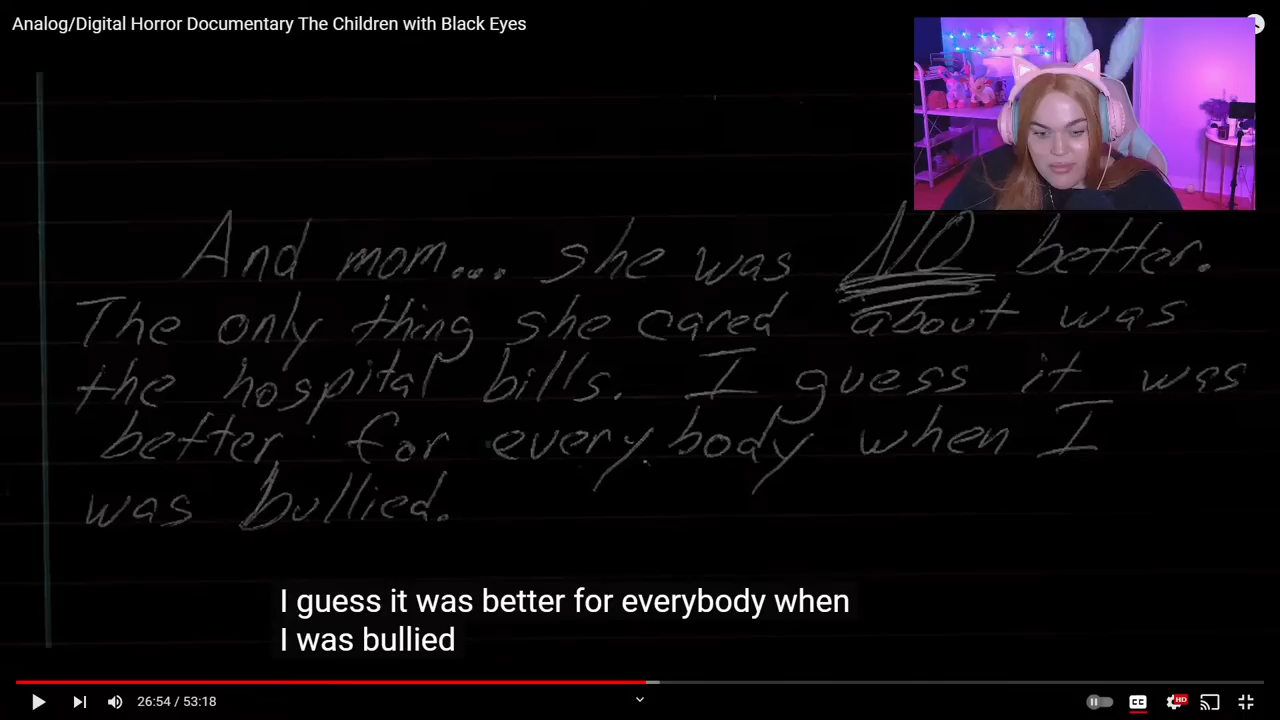 Analog/Digital Horror Documentary The Children with Black Eyes
And mom... she was NO better.
The only thing she cared about was
the hospital bills. I guess it was
better for everybody when I
was bullied.
I guess it was better for everybody when
I was bullied
26:54 / 53:18
CC
HD